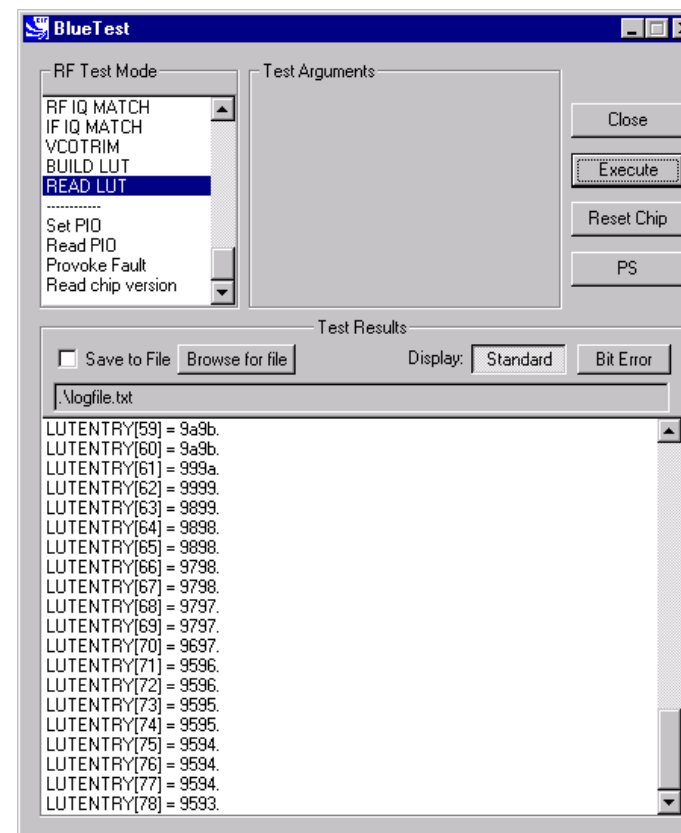 BlueTest
RF Test Mode
RF IQ MATCH
IF IQ MATCH
VCOTRIM
BUILD LUT
READ LUT
------------
Set PIO
Read PIO
Provoke Fault
Read chip version
Test Arguments
Close
Execute
Reset Chip
PS
Test Results
Save to File Browse for file Display: Standard Bit Error
.\logfile.txt
LUTENTRY[59] = 9a9b.
LUTENTRY[60] = 9a9b.
LUTENTRY[61] = 999a.
LUTENTRY[62] = 9999.
LUTENTRY[63] = 9899.
LUTENTRY[64] = 9898.
LUTENTRY[65] = 9898.
LUTENTRY[66] = 9798.
LUTENTRY[67] = 9798.
LUTENTRY[68] = 9797.
LUTENTRY[69] = 9797.
LUTENTRY[70] = 9697.
LUTENTRY[71] = 9596.
LUTENTRY[72] = 9596.
LUTENTRY[73] = 9595.
LUTENTRY[74] = 9595.
LUTENTRY[75] = 9594.
LUTENTRY[76] = 9594.
LUTENTRY[77] = 9594.
LUTENTRY[78] = 9593.